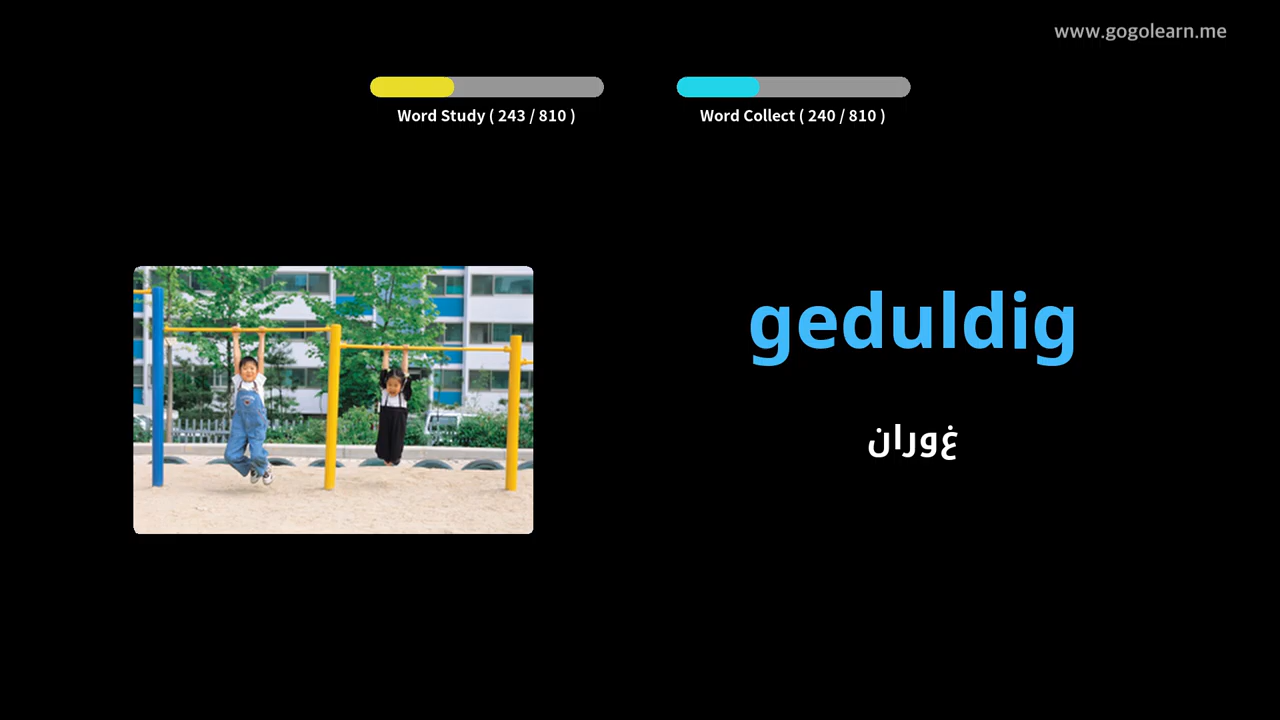 www.gogolearn.me
Word Study ( 243 / 810 )
Word Collect ( 240 / 810 )
geduldig
غوران